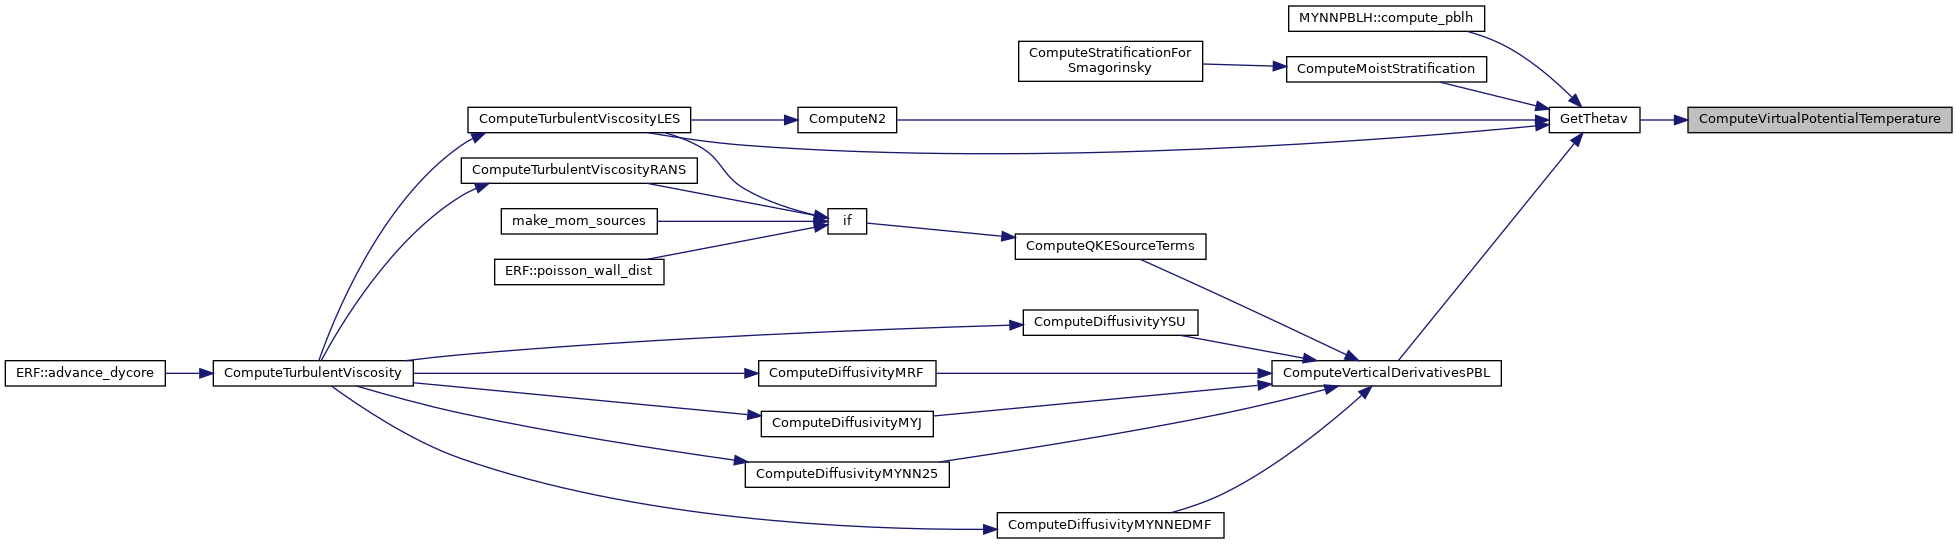 MYNNPBLH::compute_pblh
ComputeStratificationFor
Smagorinsky
ComputeMoistStratification
ComputeTurbulentViscosityLES
ComputeN2
GetThetav
ComputeVirtualPotentialTemperature
ComputeTurbulentViscosityRANS
make_mom_sources
if
ComputeQKESourceTerms
ERF::poisson_wall_dist
ComputeDiffusivityYSU
ERF::advance_dycore
ComputeTurbulentViscosity
ComputeDiffusivityMRF
ComputeVerticalDerivativesPBL
ComputeDiffusivityMYJ
ComputeDiffusivityMYNN25
ComputeDiffusivityMYNNEDMF